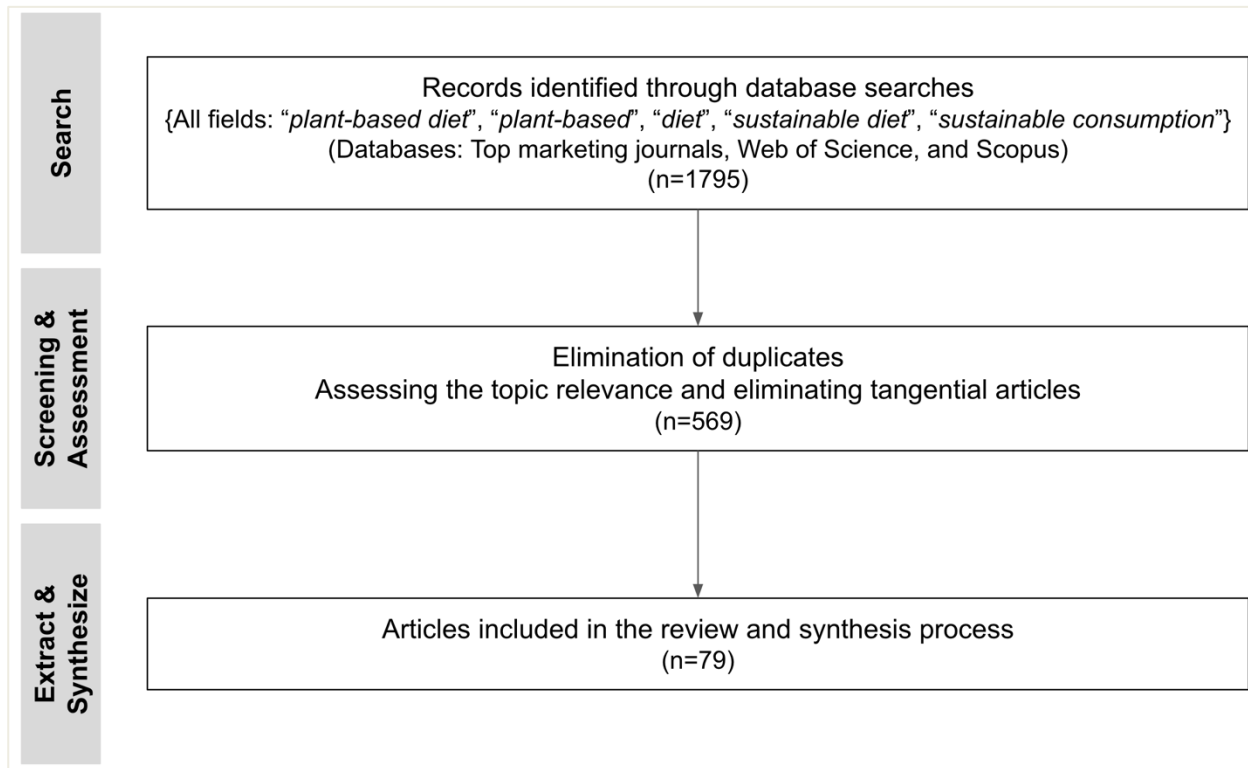 Search
Records identified through database searches
{All fields: “plant-based diet”, “plant-based”, “diet”, “sustainable diet”, “sustainable consumption”}
(Databases: Top marketing journals, Web of Science, and Scopus)
(n=1795)
Screening &
Assessment
Elimination of duplicates
Assessing the topic relevance and eliminating tangential articles
(n=569)
Extract &
Synthesize
Articles included in the review and synthesis process
(n=79)